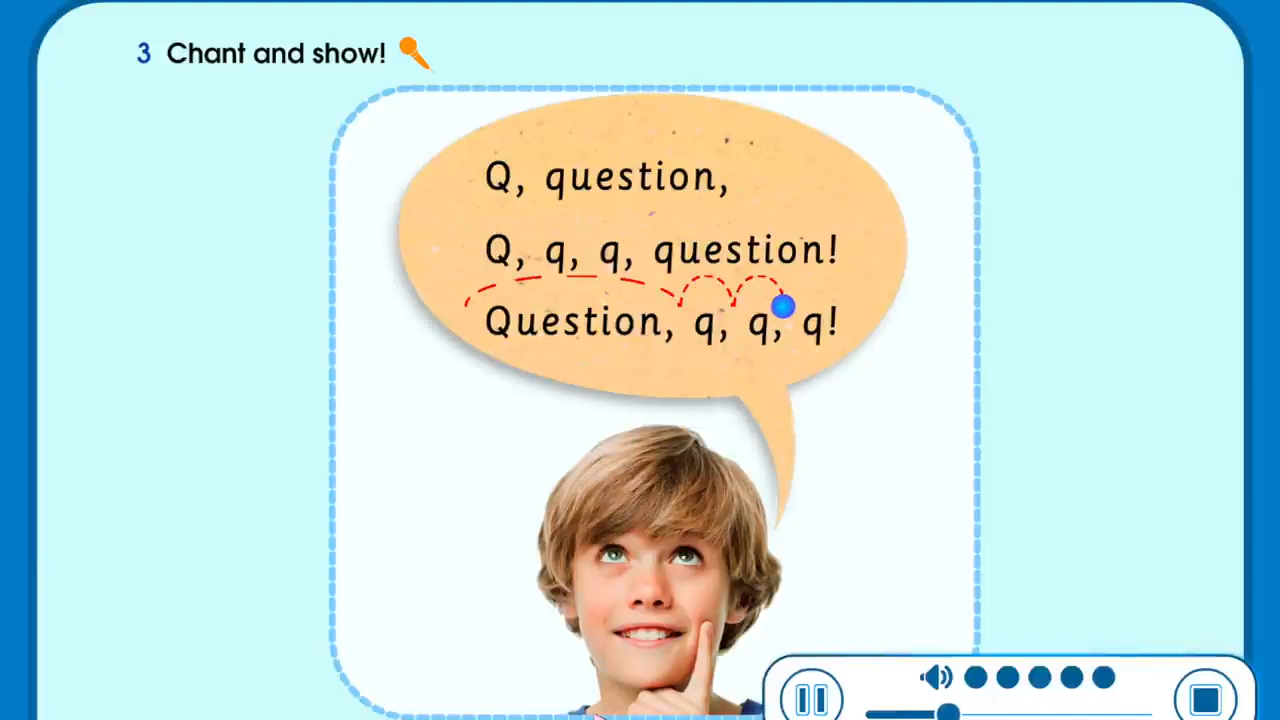 3 Chant and show!
Q, question,
Q, q, q, question!
Question, q, q, q!